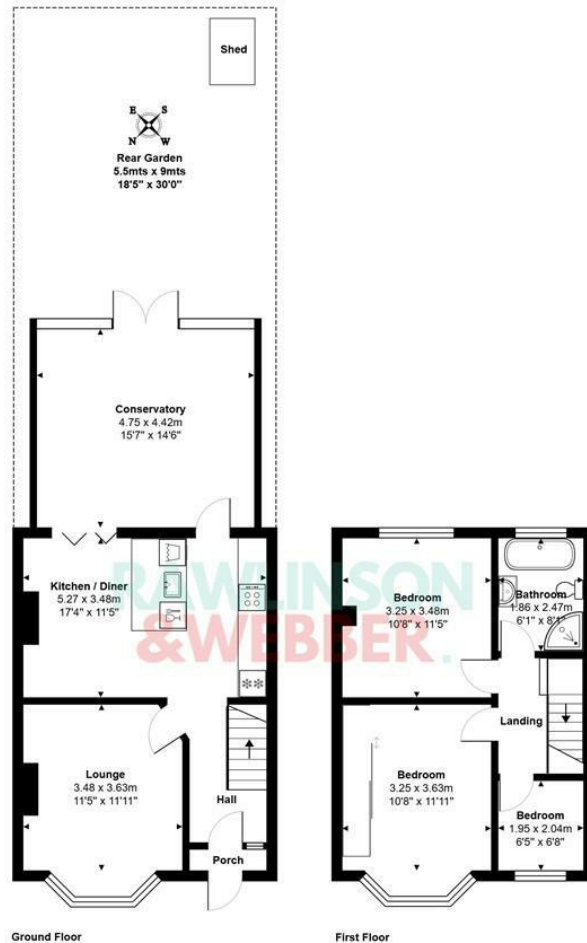 Shed
E S
N W
Rear Garden
5.5mts x 9mts
18'5" x 30'0"
Conservatory
4.75 x 4.42m
15'7" x 14'6"
Kitchen / Diner
5.27 x 3.48m
17'4" x 11'5"
RAWLINSON
&WEBBER.
Lounge
3.48 x 3.63m
11'5" x 11'11"
Hall
Porch
Ground Floor
Bedroom
3.25 x 3.48m
10'8" x 11'5"
Bathroom
1.86 x 2.47m
6'1" x 8'1"
Landing
Bedroom
3.25 x 3.63m
10'8" x 11'11"
Bedroom
1.95 x 2.04m
6'5" x 6'8"
First Floor